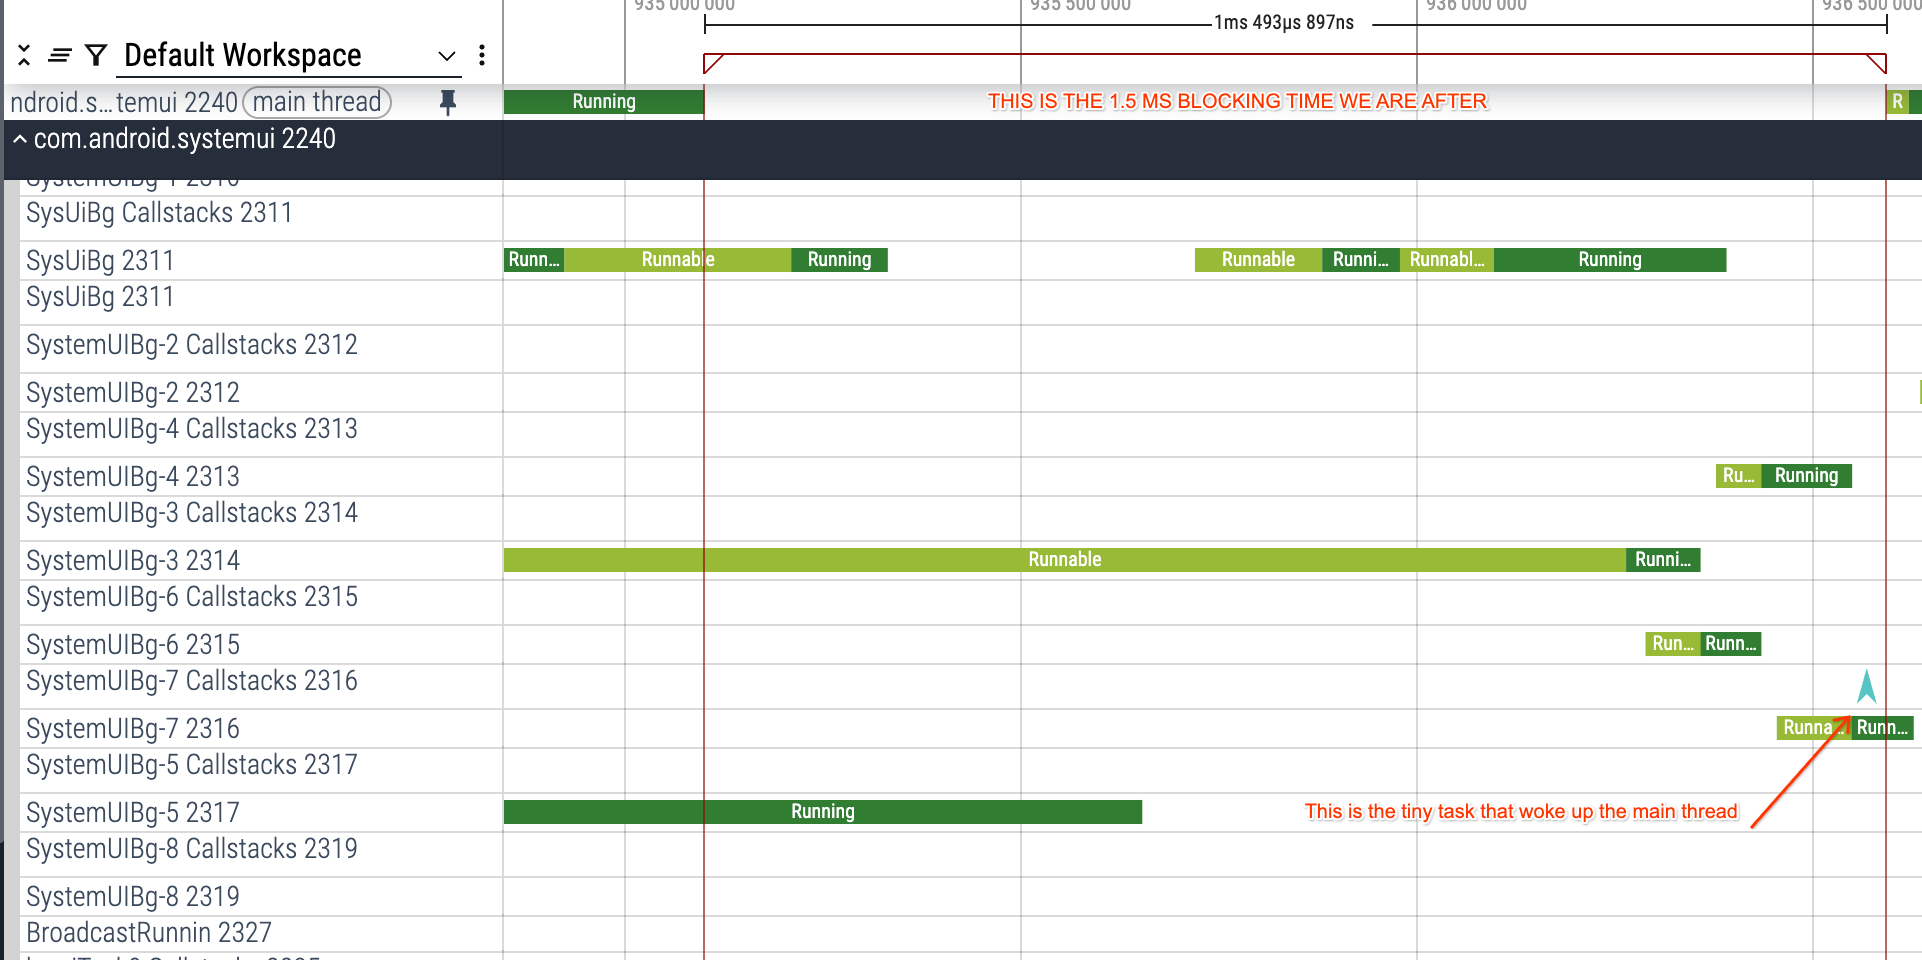 935 000 000 935 500 000 936 000 000 936 500 000
1ms 493µs 897ns
Default Workspace
ndroid.s...temui 2240 main thread Running THIS IS THE 1.5 MS BLOCKING TIME WE ARE AFTER R
com.android.systemui 2240
SysUiBg Callstacks 2311
SysUiBg 2311 Runn... Runnable Running Runnable Runni... Runnabl... Running
SysUiBg 2311
SystemUIBg-2 Callstacks 2312
SystemUIBg-2 2312
SystemUIBg-4 Callstacks 2313
SystemUIBg-4 2313 Ru... Running
SystemUIBg-3 Callstacks 2314
SystemUIBg-3 2314 Runnable Runni...
SystemUIBg-6 Callstacks 2315
SystemUIBg-6 2315 Run... Runn...
SystemUIBg-7 Callstacks 2316
SystemUIBg-7 2316 Runna... Runn...
SystemUIBg-5 Callstacks 2317
SystemUIBg-5 2317 Running This is the tiny task that woke up the main thread
SystemUIBg-8 Callstacks 2319
SystemUIBg-8 2319
BroadcastRunnin 2327